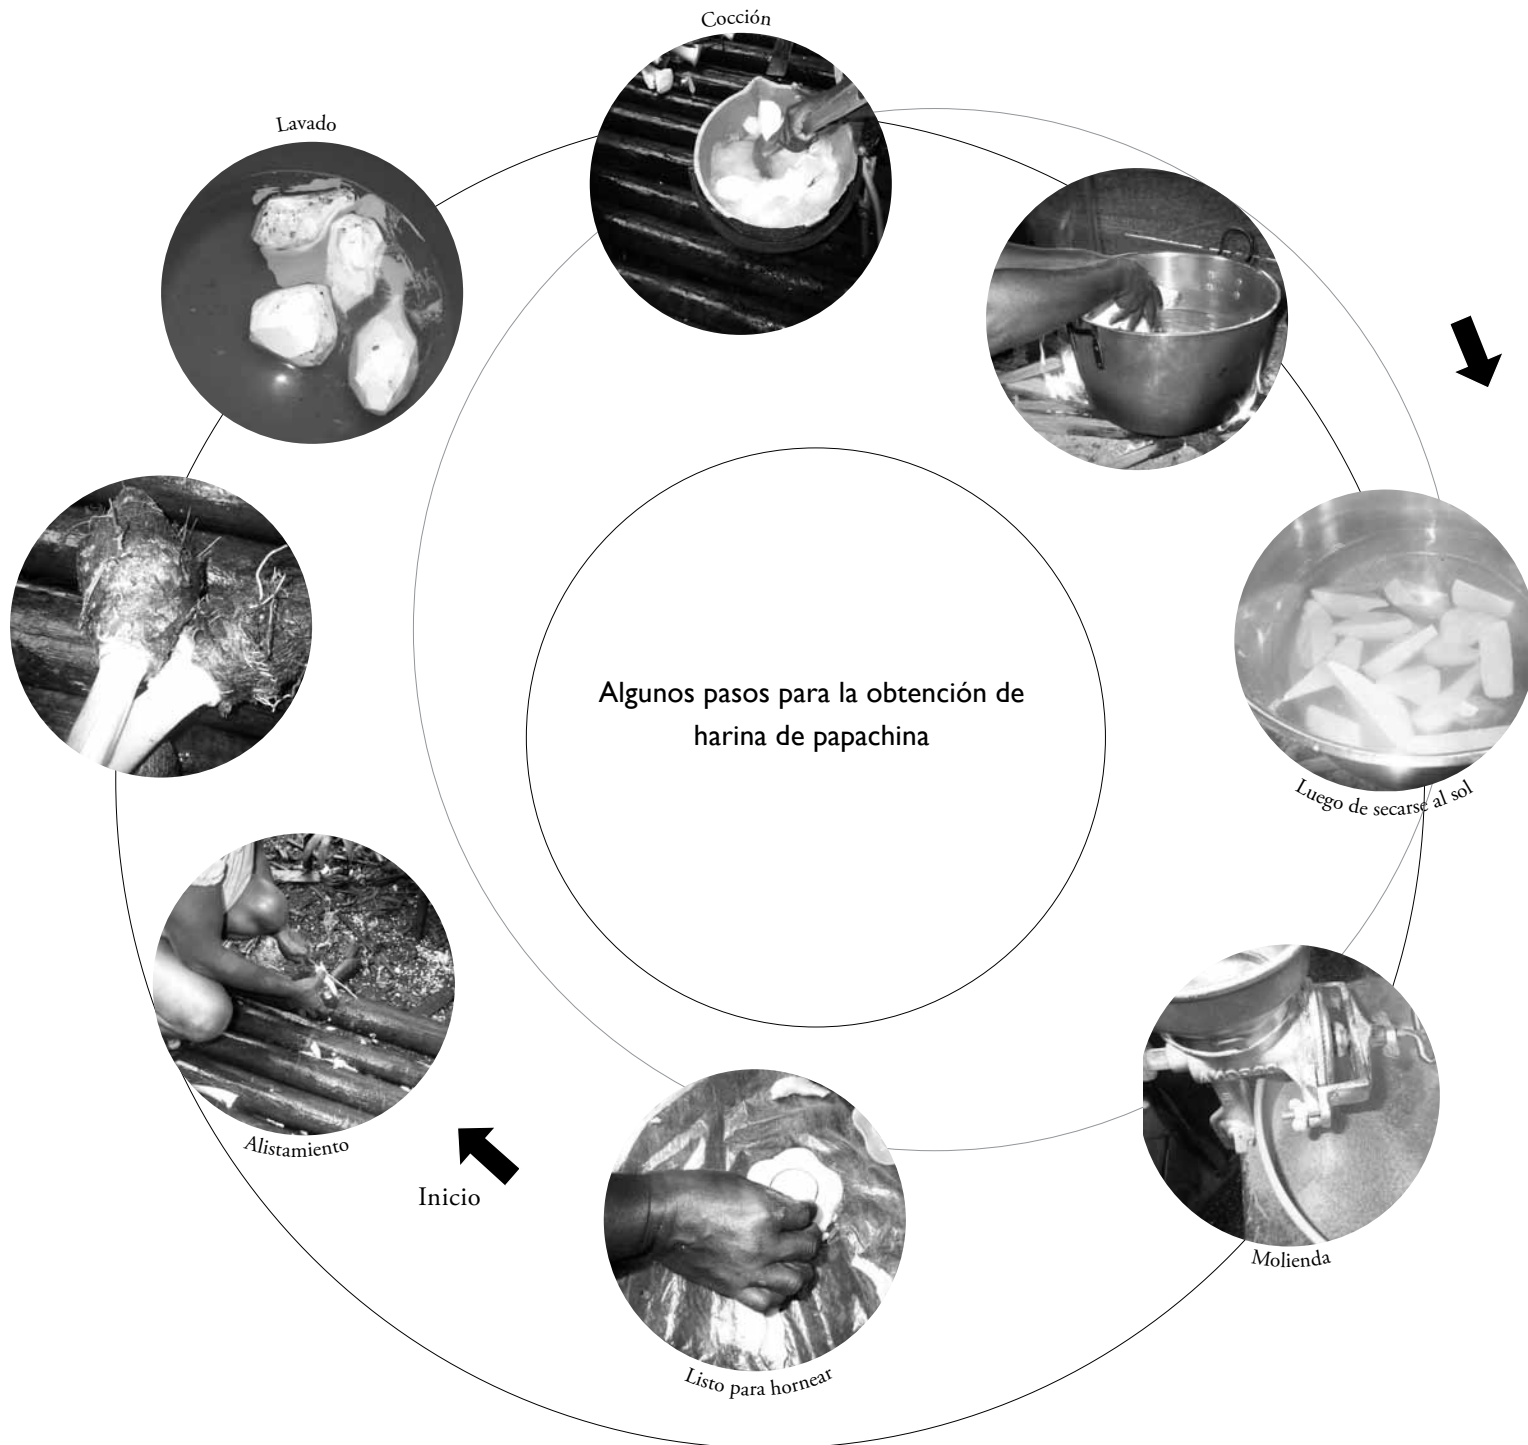 Cocción
Lavado
Algunos pasos para la obtención de
harina de papachina
Luego de secarse al sol
Alistamiento
Inicio
Molienda
Listo para hornear